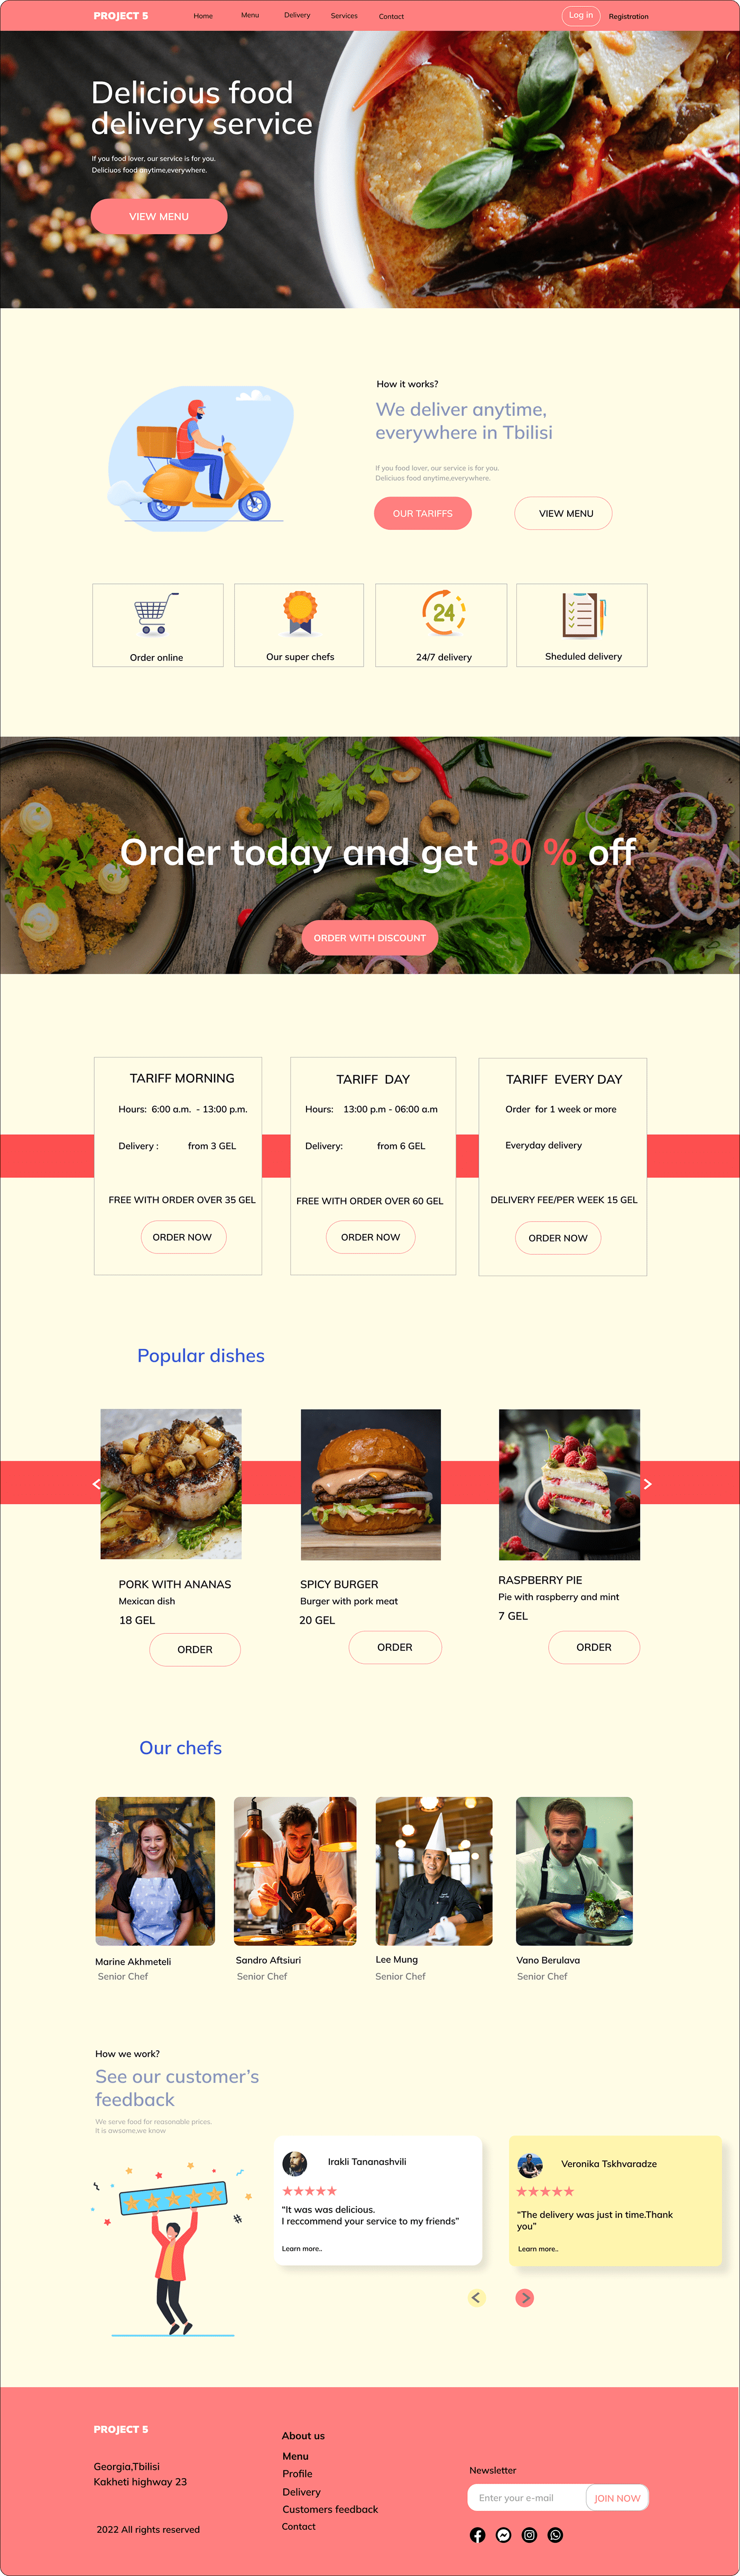 PROJECT 5
Home
Menu
Delivery
Services
Contact
Log in
Registration
Delicious food
delivery service
If you food lover, our service is for you.
Deliciuos food anytime,everywhere.
VIEW MENU
How it works?
We deliver anytime,
everywhere in Tbilisi
If you food lover, our service is for you.
Deliciuos food anytime,everywhere.
OUR TARIFFS
VIEW MENU
Order online
Our super chefs
24
24/7 delivery
Sheduled delivery
Order today and get 30 % off
ORDER WITH DISCOUNT
TARIFF MORNING
Hours: 6:00 a.m. - 13:00 p.m.
Delivery : from 3 GEL
FREE WITH ORDER OVER 35 GEL
ORDER NOW
TARIFF DAY
Hours: 13:00 p.m - 06:00 a.m
Delivery: from 6 GEL
FREE WITH ORDER OVER 60 GEL
ORDER NOW
TARIFF EVERY DAY
Order for 1 week or more
Everyday delivery
DELIVERY FEE/PER WEEK 15 GEL
ORDER NOW
Popular dishes
PORK WITH ANANAS
Mexican dish
18 GEL
ORDER
SPICY BURGER
Burger with pork meat
20 GEL
ORDER
RASPBERRY PIE
Pie with raspberry and mint
7 GEL
ORDER
Our chefs
Marine Akhmeteli
Senior Chef
Sandro Aftsiuri
Senior Chef
Lee Mung
Senior Chef
Vano Berulava
Senior Chef
How we work?
See our customer’s
feedback
We serve food for reasonable prices.
It is awsome,we know
Irakli Tananashvili
“It was was delicious.
I reccommend your service to my friends”
Learn more..
Veronika Tskhvaradze
“The delivery was just in time.Thank
you”
Learn more..
PROJECT 5
Georgia,Tbilisi
Kakheti highway 23
2022 All rights reserved
About us
Menu
Profile
Delivery
Customers feedback
Contact
Newsletter
Enter your e-mail
JOIN NOW